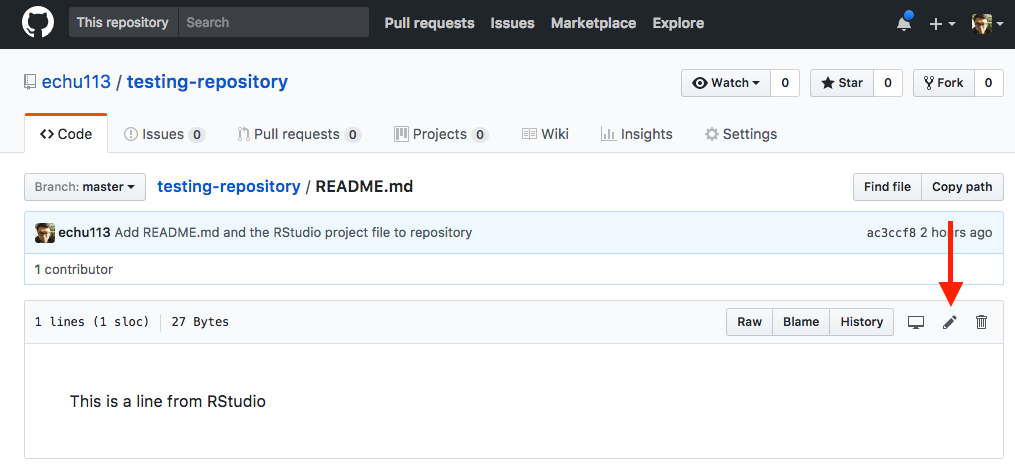 This repository Search Pull requests Issues Marketplace Explore
echu113 / testing-repository Watch 0 Star 0 Fork 0
Code Issues 0 Pull requests 0 Projects 0 Wiki Insights Settings
Branch: master testing-repository / README.md Find file Copy path
echu113 Add README.md and the RStudio project file to repository ac3ccf8 2 hours ago
1 contributor
1 lines (1 sloc) 27 Bytes Raw Blame History
This is a line from RStudio